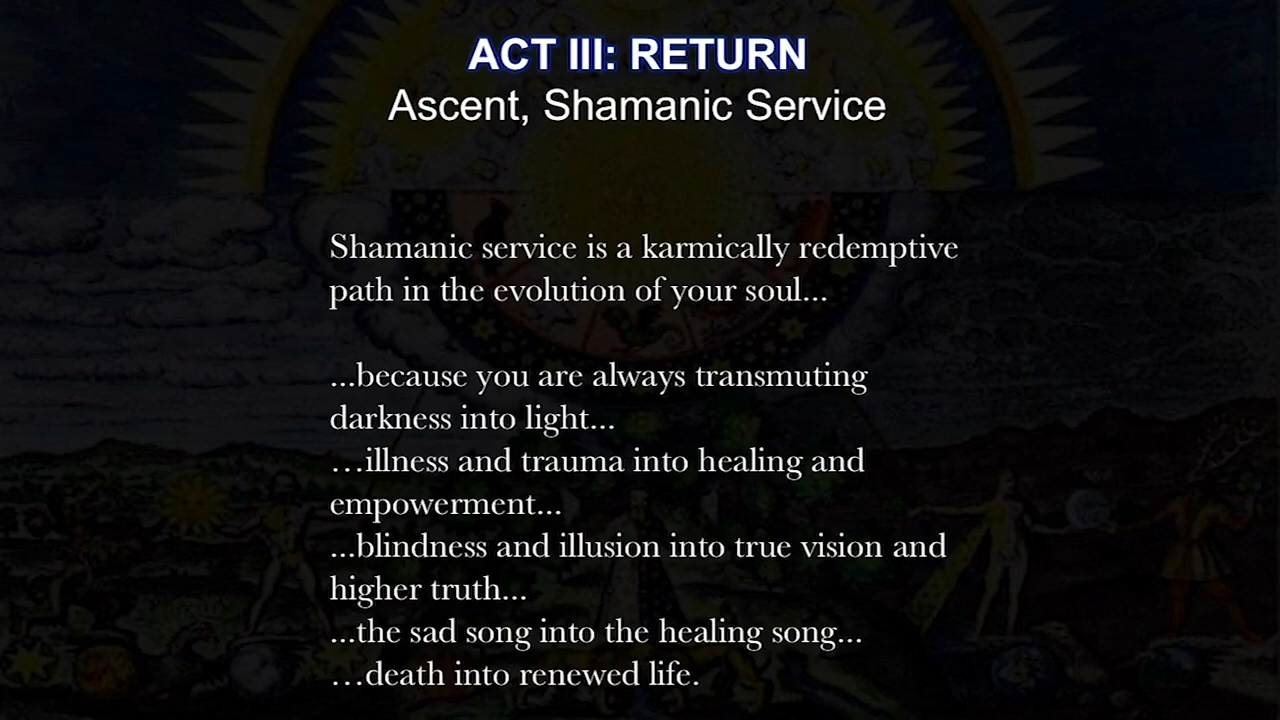 ACT III: RETURN
Ascent, Shamanic Service
Shamanic service is a karmically redemptive
path in the evolution of your soul...
...because you are always transmuting
darkness into light...
…illness and trauma into healing and
empowerment...
...blindness and illusion into true vision and
higher truth...
...the sad song into the healing song...
…death into renewed life.